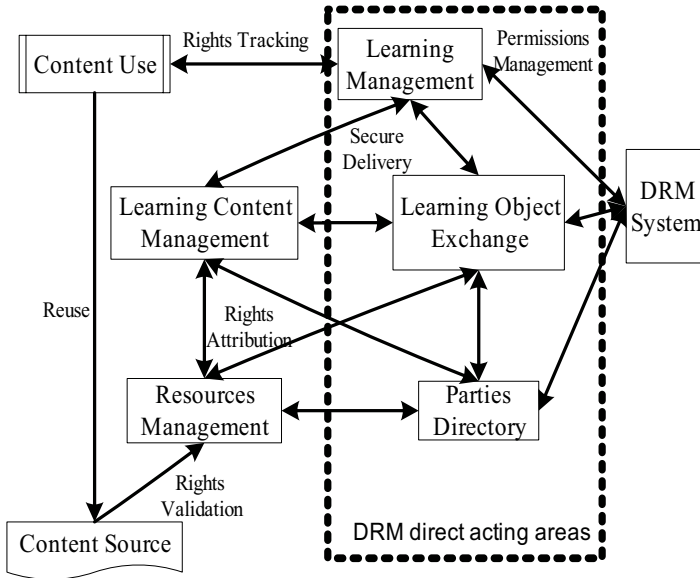 Rights Tracking
Content Use
Learning
Management
Permissions
Management
Secure
Delivery
Learning Content
Management
Learning Object
Exchange
DRM
System
Reuse
Rights
Attribution
Resources
Management
Parties
Directory
Rights
Validation
Content Source
DRM direct acting areas